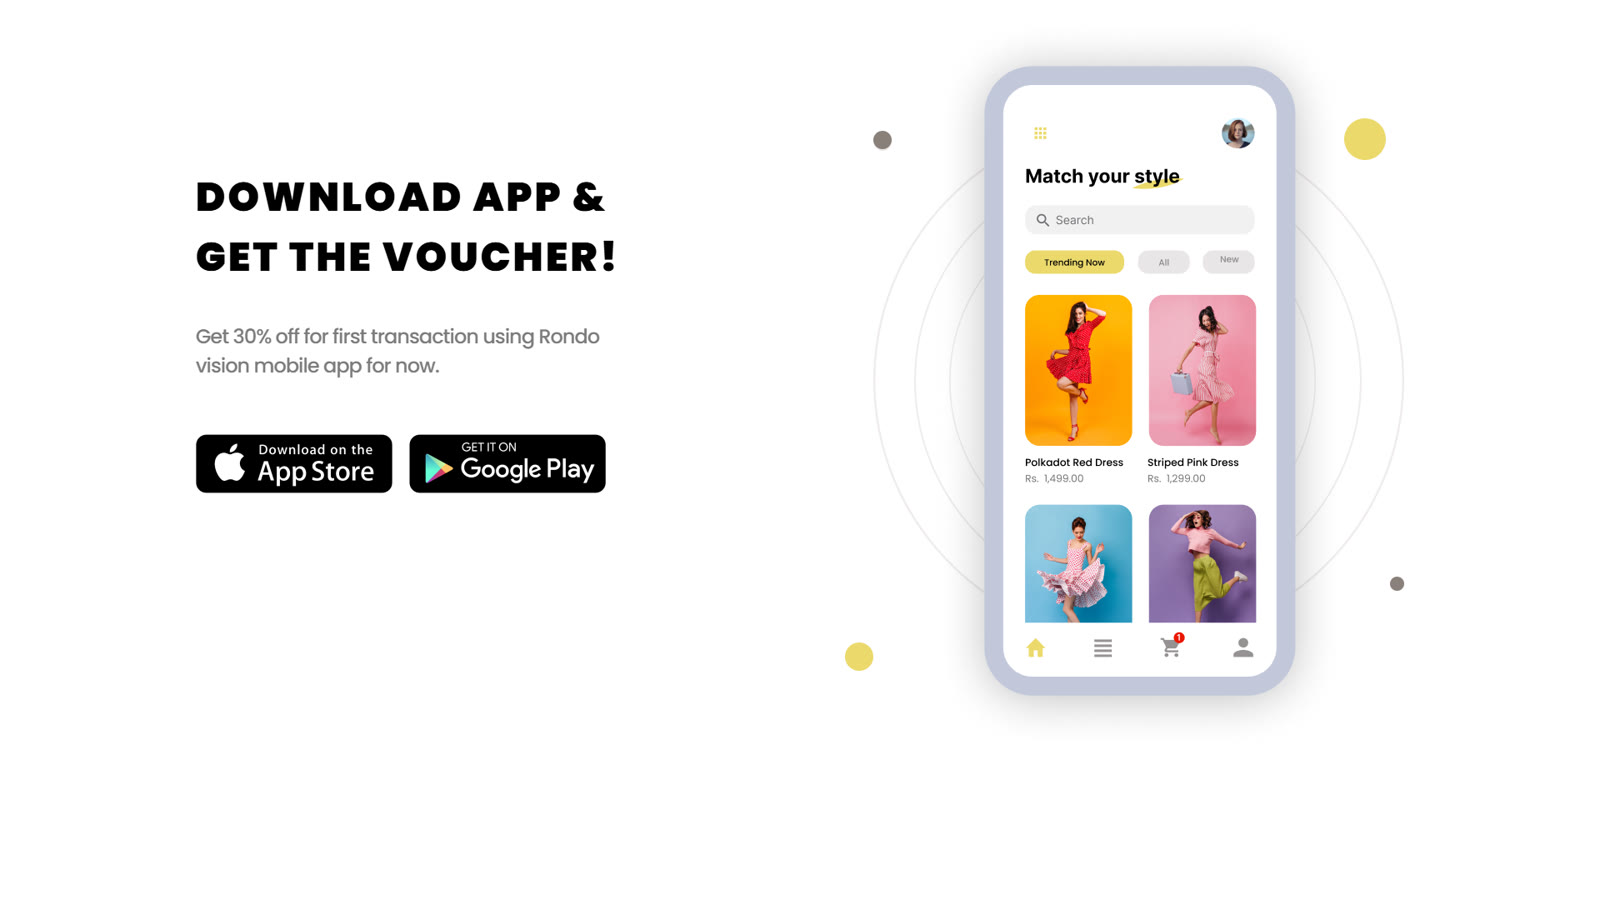 DOWNLOAD APP &
GET THE VOUCHER!
Get 30% off for first transaction using Rondo
vision mobile app for now.
Download on the
App Store
GET IT ON
Google Play
Match your style
Search
Trending Now
All
New
Polkadot Red Dress
Rs. 1,499.00
Striped Pink Dress
Rs. 1,299.00
1